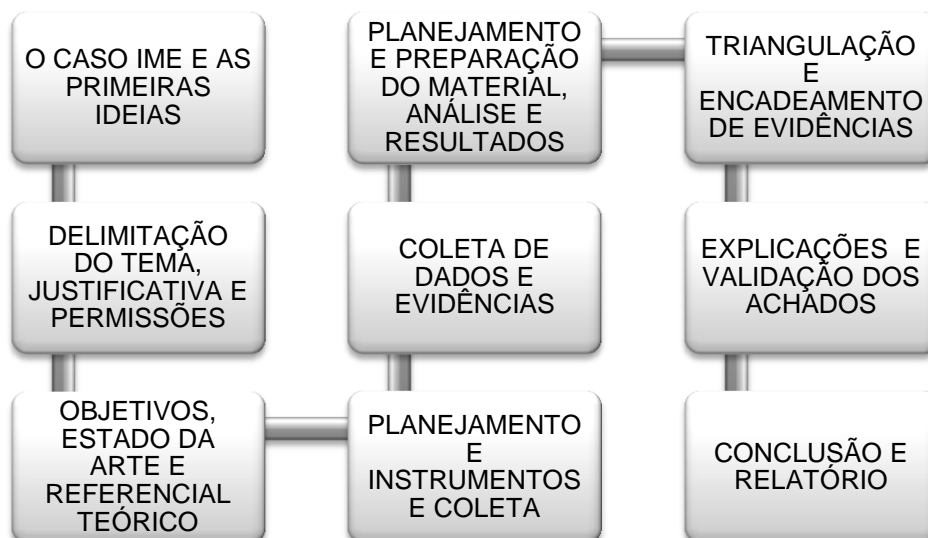 O CASO IME E AS
PRIMEIRAS
IDEIAS
DELIMITAÇÃO
DO TEMA,
JUSTIFICATIVA E
PERMISSÕES
OBJETIVOS,
ESTADO DA
ARTE E
REFERENCIAL
TEÓRICO
PLANEJAMENTO
E
INSTRUMENTOS
E COLETA
COLETA DE
DADOS E
EVIDÊNCIAS
PLANEJAMENTO
E PREPARAÇÃO
DO MATERIAL,
ANÁLISE E
RESULTADOS
TRIANGULAÇÃO
E
ENCADEAMENTO
DE EVIDÊNCIAS
EXPLICAÇÕES E
VALIDAÇÃO DOS
ACHADOS
CONCLUSÃO E
RELATÓRIO